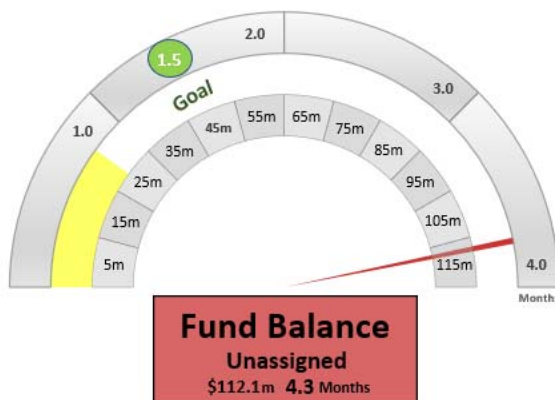 2.0
1.5
3.0
Goal
1.0
55m
65m
45m
75m
35m
85m
25m
95m
15m
105m
5m
115m
4.0
Months
Fund Balance
Unassigned
$112.1m 4.3 Months